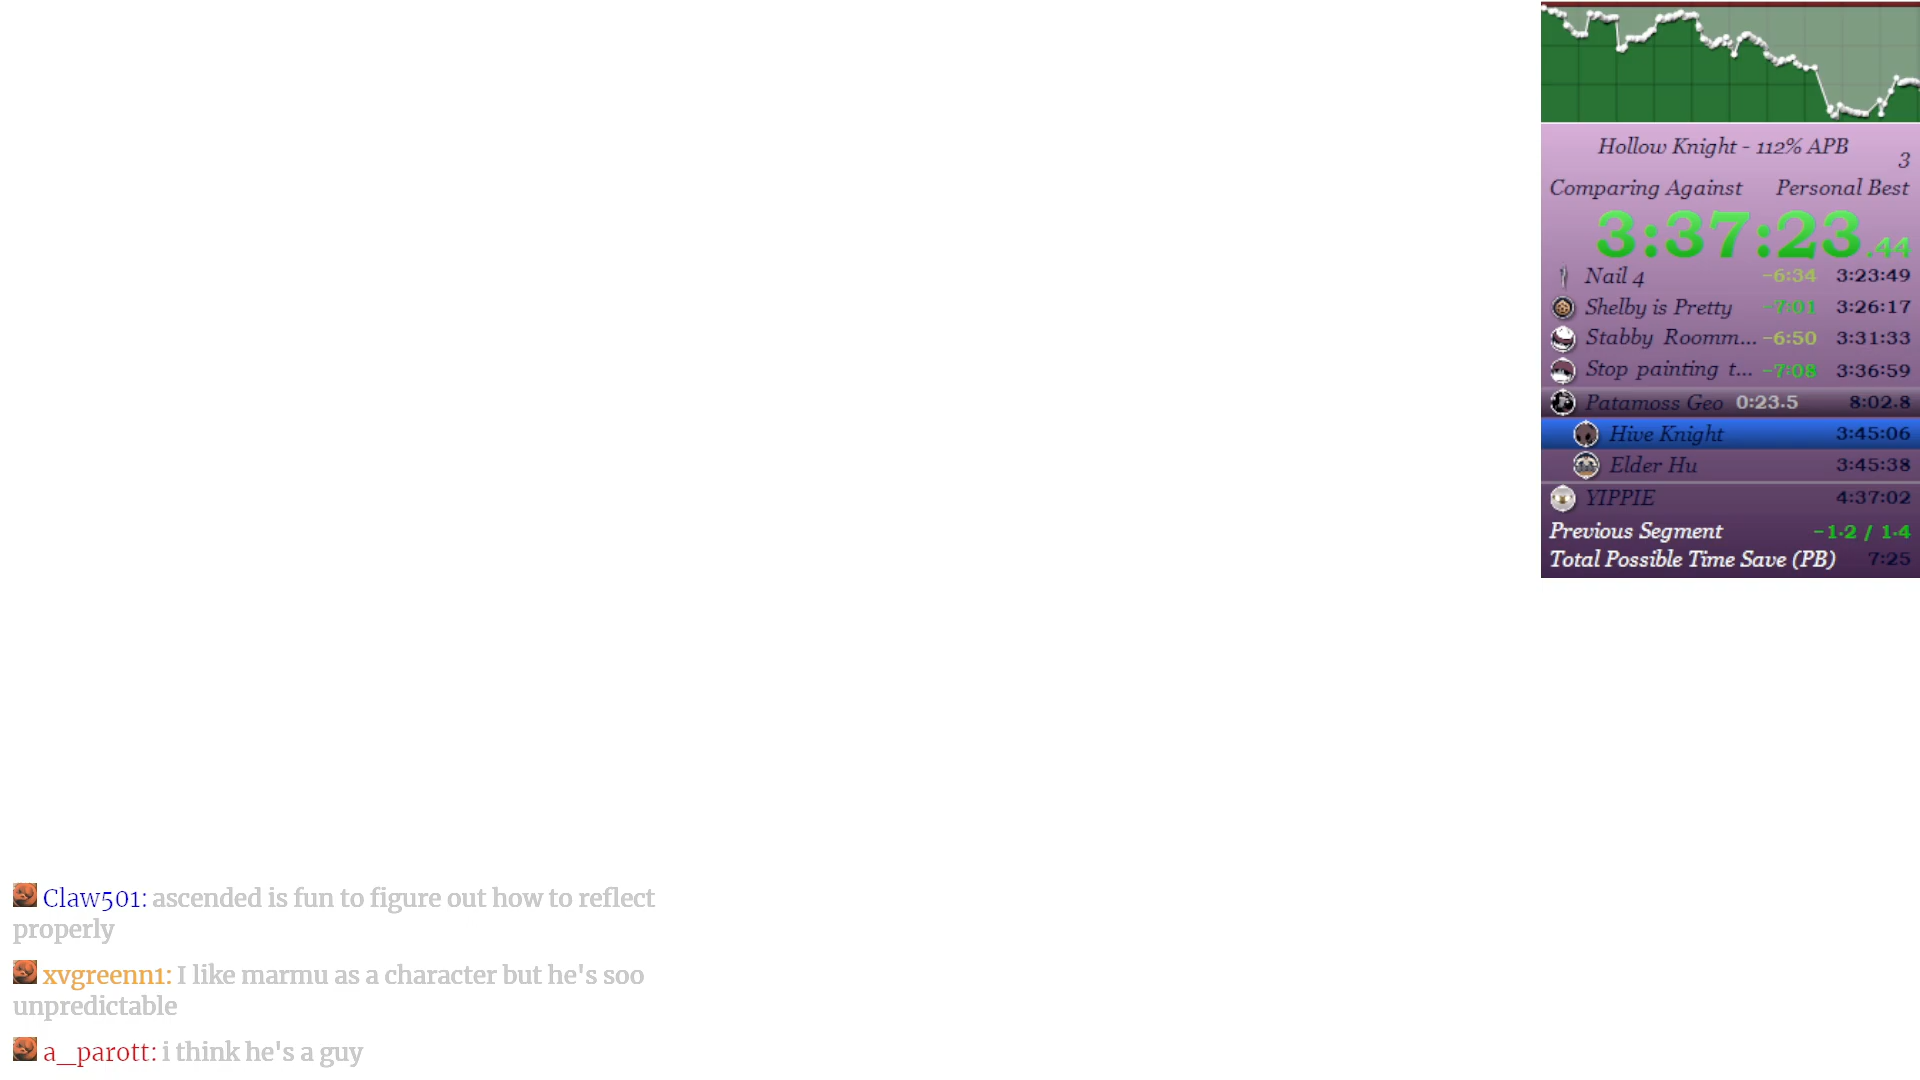 Hollow Knight - 112% APB
3
Comparing Against Personal Best
3:37:23.44
Nail 4 -6:34 3:23:49
Shelby is Pretty -7:01 3:26:17
Stabby Roomm... -6:50 3:31:33
Stop painting t... -7:08 3:36:59
Patamoss Geo 0:23.5 8:02.8
Hive Knight 3:45:06
Elder Hu 3:45:38
YIPPIE 4:37:02
Previous Segment -1.2 / 1.4
Total Possible Time Save (PB) 7:25
Claw501: ascended is fun to figure out how to reflect
properly
xvgreenn1: I like marmu as a character but he's soo
unpredictable
a_parott: i think he's a guy